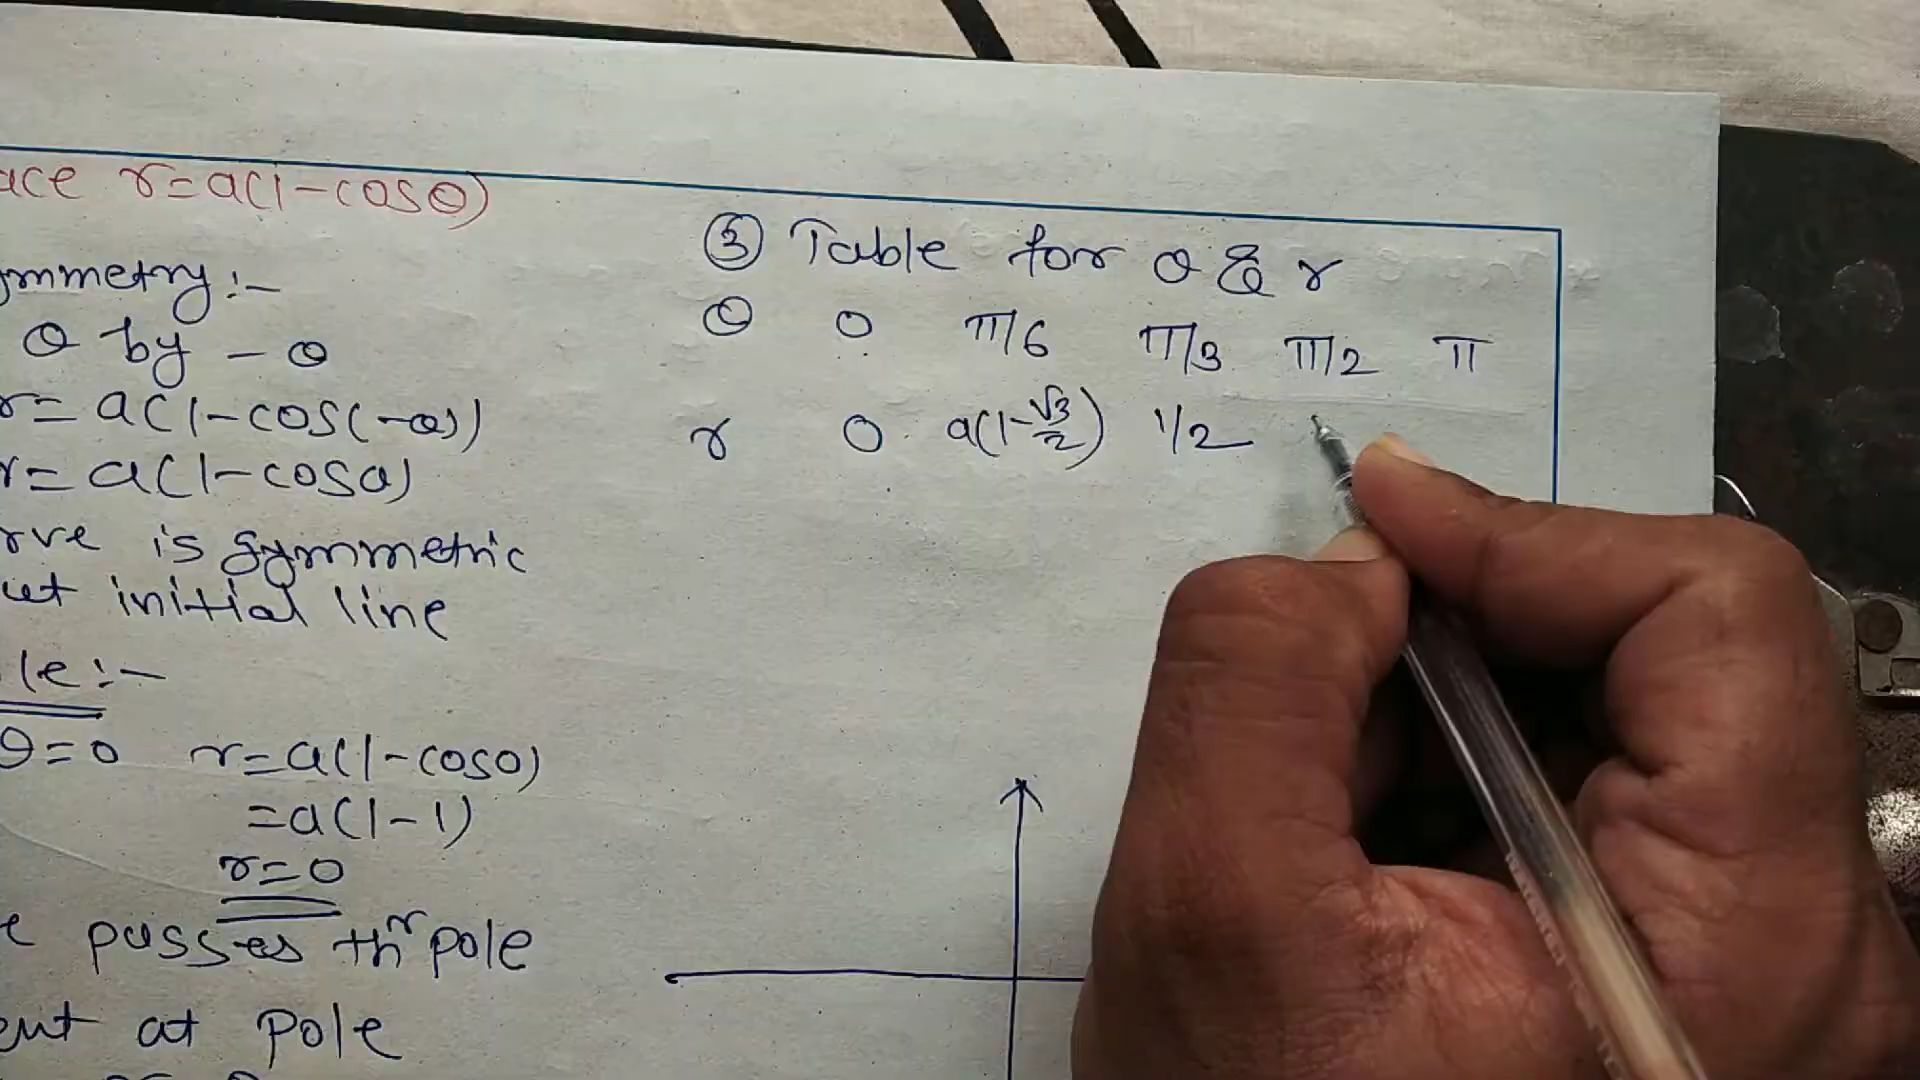 ace r=a(1-cosθ)
ymmetry:-
θ by -θ
r=a(1-cos(-θ))
r=a(1-cosθ)
rve is symmetric
ut initial line
le:-
θ=0 r=a(1-cos0)
=a(1-1)
r=0
e passes thr pole
ent at pole
③ Table for θ & r
θ 0 π/6 π/3 π/2 π
r 0 a(1-√3/2) 1/2